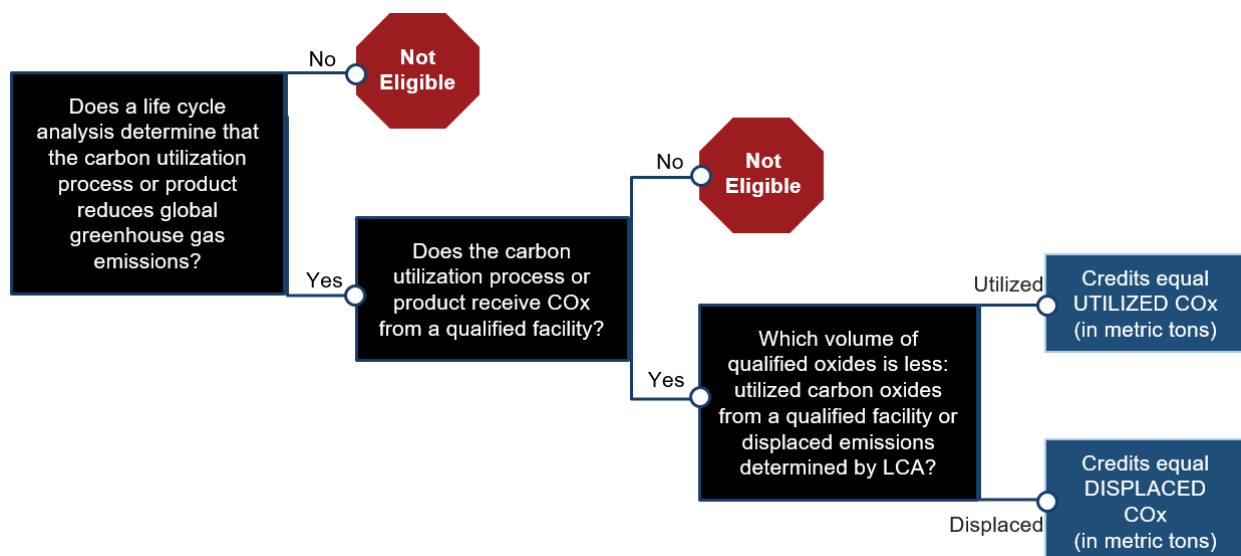 No
Not
Eligible
Does a life cycle
analysis determine that
the carbon utilization
process or product
reduces global
greenhouse gas
emissions?
Yes
No
Not
Eligible
Does the carbon
utilization process or
product receive COx
from a qualified facility?
Yes
Utilized
Credits equal
UTILIZED COx
(in metric tons)
Which volume of
qualified oxides is less:
utilized carbon oxides
from a qualified facility or
displaced emissions
determined by LCA?
Displaced
Credits equal
DISPLACED
COx
(in metric tons)